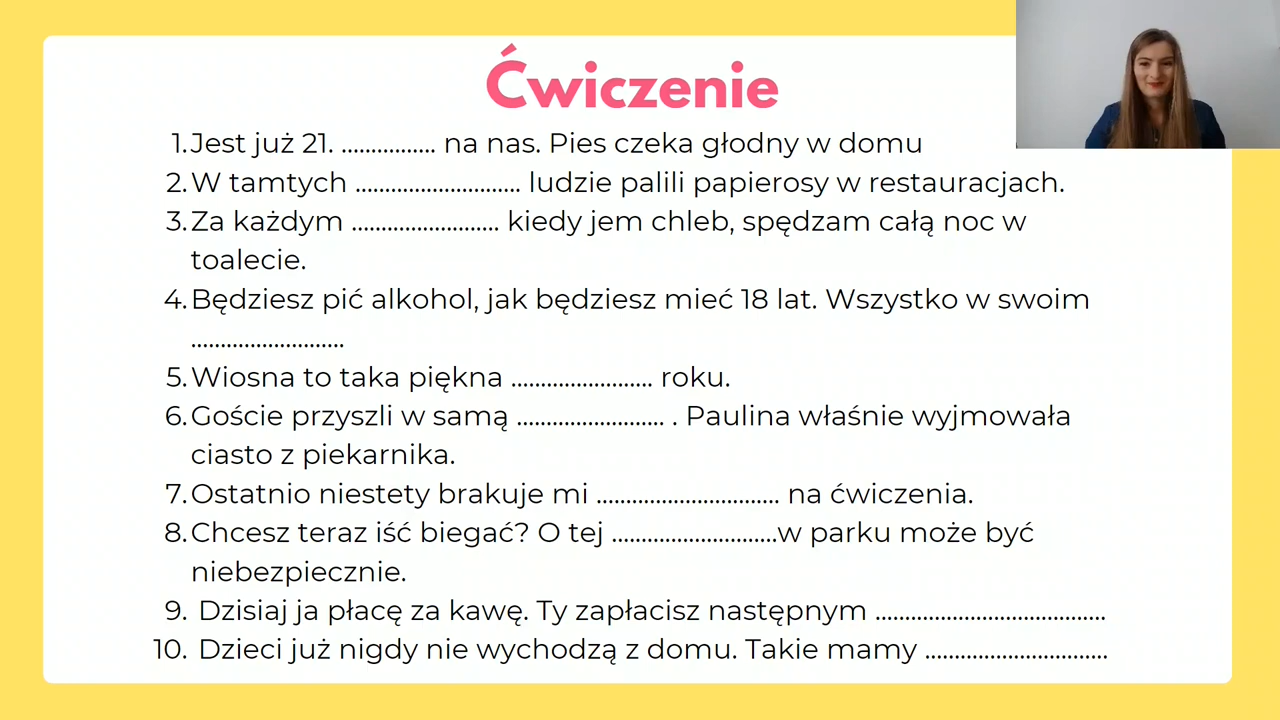 Ćwiczenie
1. Jest już 21. ................ na nas. Pies czeka głodny w domu
2. W tamtych ............................ ludzie palili papierosy w restauracjach.
3. Za każdym ......................... kiedy jem chleb, spędzam całą noc w
toalecie.
4. Będziesz pić alkohol, jak będziesz mieć 18 lat. Wszystko w swoim
..........................
5. Wiosna to taka piękna ........................ roku.
6. Goście przyszli w samą ......................... . Paulina właśnie wyjmowała
ciasto z piekarnika.
7. Ostatnio niestety brakuje mi ............................... na ćwiczenia.
8. Chcesz teraz iść biegać? O tej ............................w parku może być
niebezpiecznie.
9. Dzisiaj ja płacę za kawę. Ty zapłacisz następnym .......................................
10. Dzieci już nigdy nie wychodzą z domu. Takie mamy ...............................